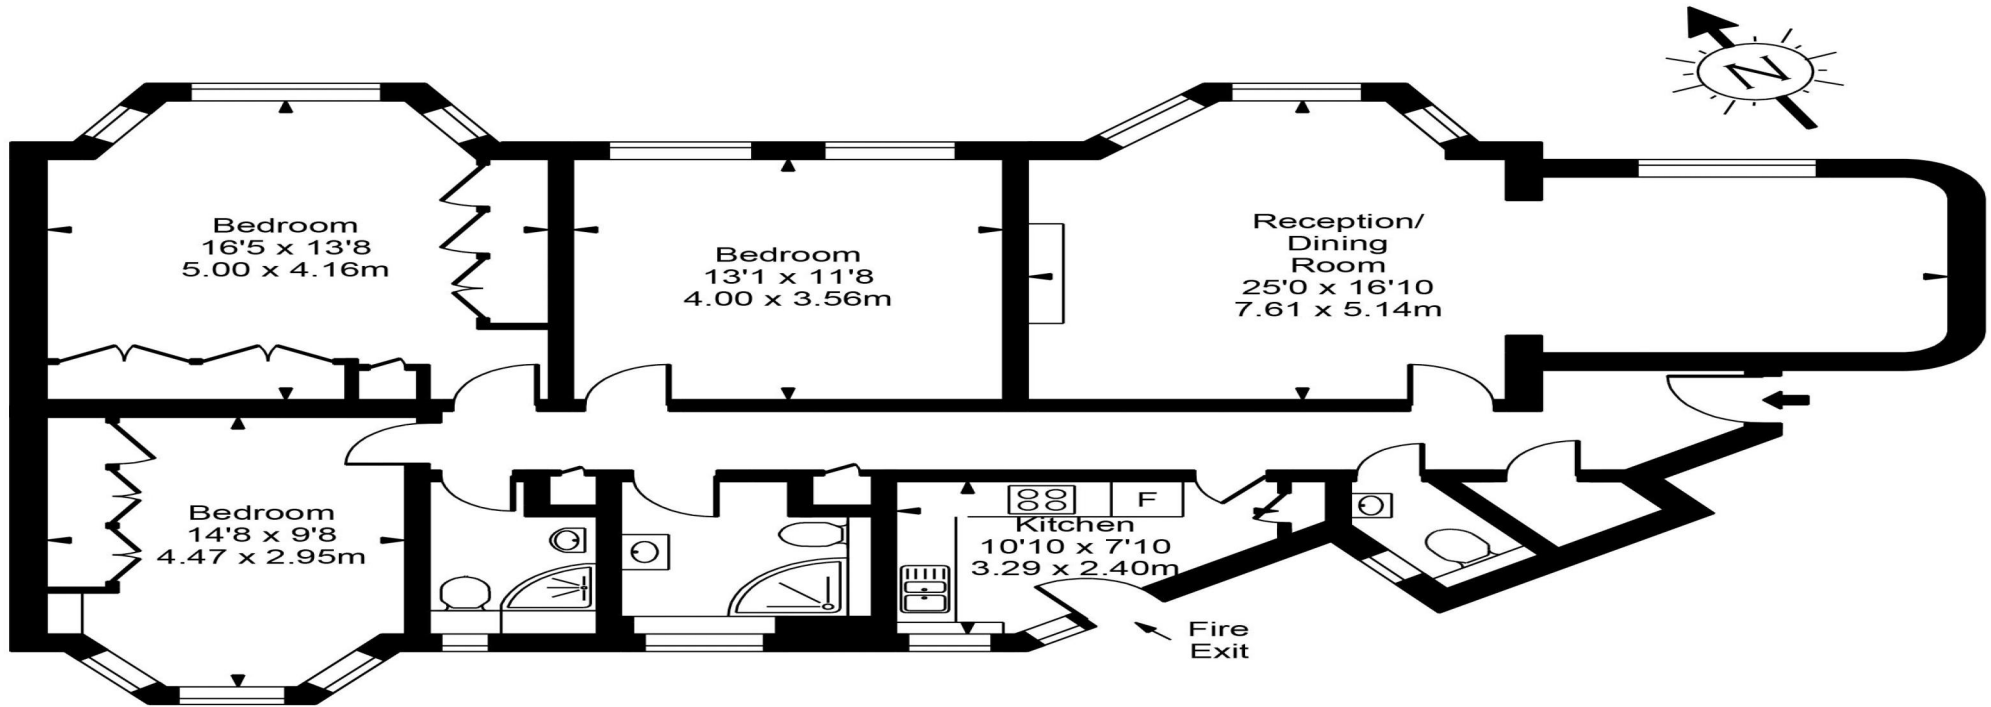 N
Bedroom
16'5 x 13'8
5.00 x 4.16m
Bedroom
13'1 x 11'8
4.00 x 3.56m
Reception/
Dining
Room
25'0 x 16'10
7.61 x 5.14m
Bedroom
14'8 x 9'8
4.47 x 2.95m
F
Kitchen
10'10 x 7'10
3.29 x 2.40m
Fire
Exit